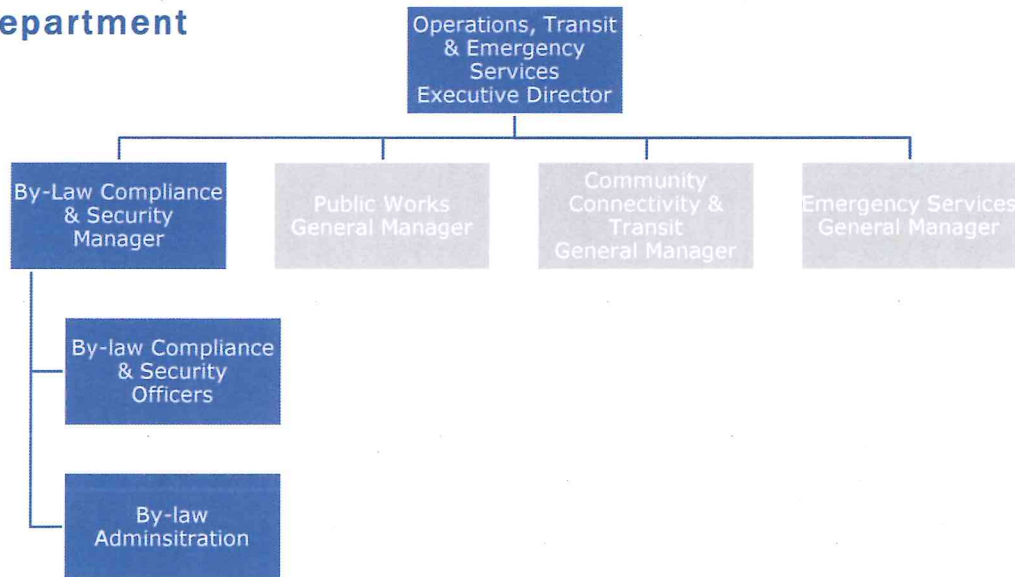 epartment
Operations, Transit
& Emergency
Services
Executive Director
By-Law Compliance
& Security
Manager
Public Works
General Manager
Community
Connectivity &
Transit
General Manager
Emergency Services
General Manager
By-law Compliance
& Security
Officers
By-law
Adminsitration